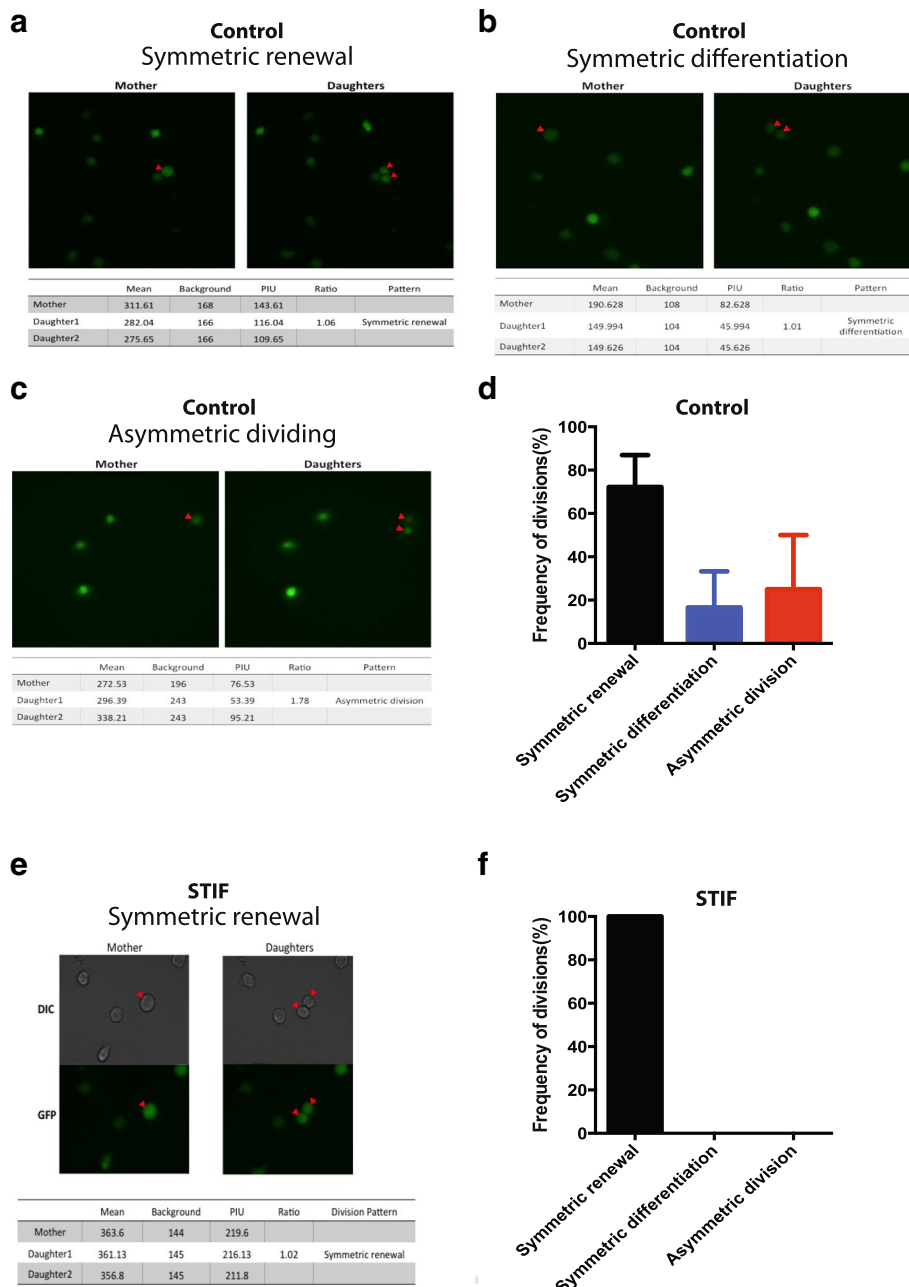 a
Control
Symmetric renewal
Mother Daughters
Mean Background PIU Ratio Pattern
Mother 311.61 168 143.61
Daughter1 282.04 166 116.04 1.06 Symmetric renewal
Daughter2 275.65 166 109.65
b
Control
Symmetric differentiation
Mother Daughters
Mean Background PIU Ratio Pattern
Mother 190.628 108 82.628
Daughter1 149.994 104 45.994 1.01 Symmetric
differentiation
Daughter2 149.626 104 45.626
c
Control
Asymmetric dividing
Mother Daughters
Mean Background PIU Ratio Pattern
Mother 272.53 196 76.53
Daughter1 296.39 243 53.39 1.78 Asymmetric division
Daughter2 338.21 243 95.21
d
Control
Frequency of divisions(%)
100
80
60
40
20
0
Symmetric renewal
Symmetric differentiation
Asymmetric division
e
STIF
Symmetric renewal
Mother Daughters
DIC
GFP
Mean Background PIU Ratio Division Pattern
Mother 363.6 144 219.6
Daughter1 361.13 145 216.13 1.02 Symmetric renewal
Daughter2 356.8 145 211.8
f
STIF
Frequency of divisions(%)
100
80
60
40
20
0
Symmetric renewal
Symmetric differentiation
Asymmetric division